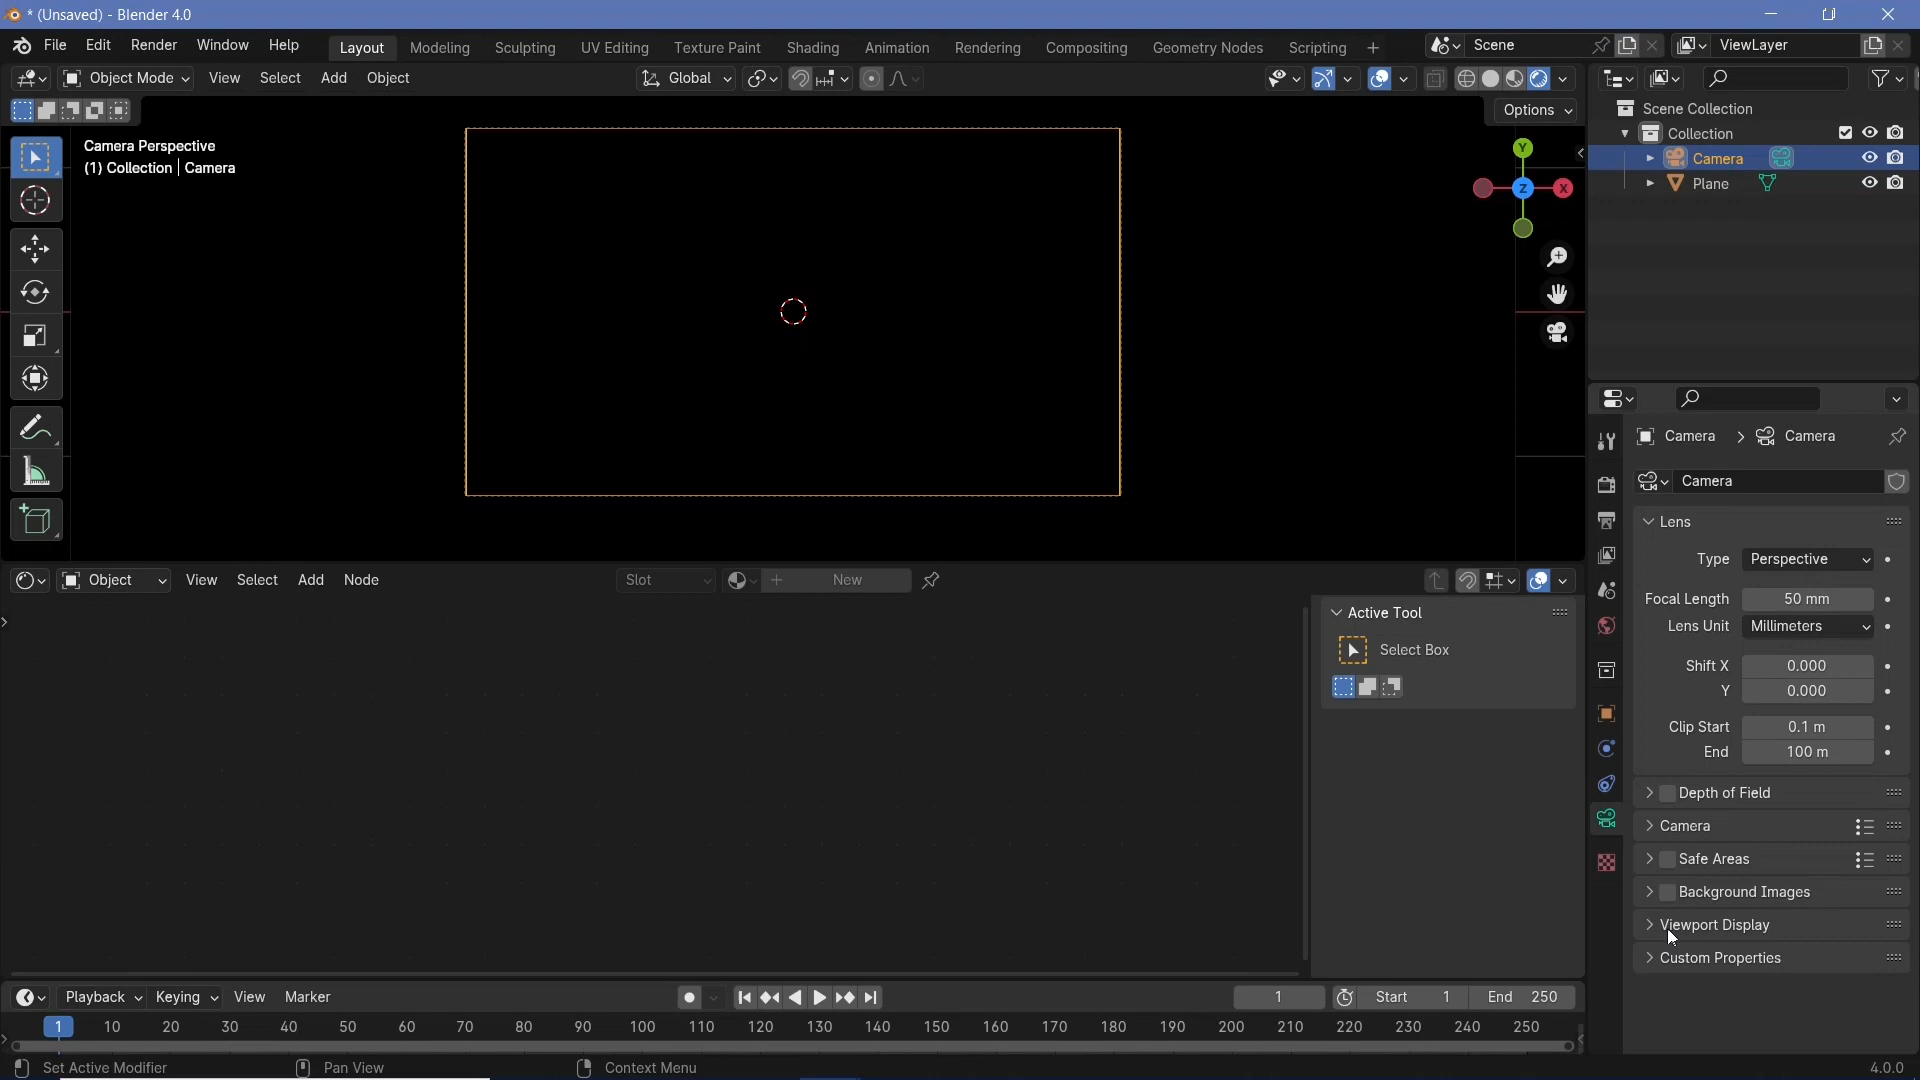 * (Unsaved) - Blender 4.0
File Edit Render Window Help Layout Modeling Sculpting UV Editing Texture Paint Shading Animation Rendering Compositing Geometry Nodes Scripting + Scene ViewLayer
Object Mode View Select Add Object Global
Options
Camera Perspective
(1) Collection | Camera
Y
Z X
Scene Collection
Collection
Camera
Plane
Camera > Camera
Camera
Lens
Type Perspective
Focal Length 50 mm
Lens Unit Millimeters
Shift X 0.000
Y 0.000
Clip Start 0.1 m
End 100 m
Depth of Field
Camera
Safe Areas
Background Images
Viewport Display
Custom Properties
Object View Select Add Node Slot + New
Active Tool
Select Box
Playback Keying View Marker 1 Start 1 End 250
1 10 20 30 40 50 60 70 80 90 100 110 120 130 140 150 160 170 180 190 200 210 220 230 240 250
Set Active Modifier Pan View Context Menu 4.0.0